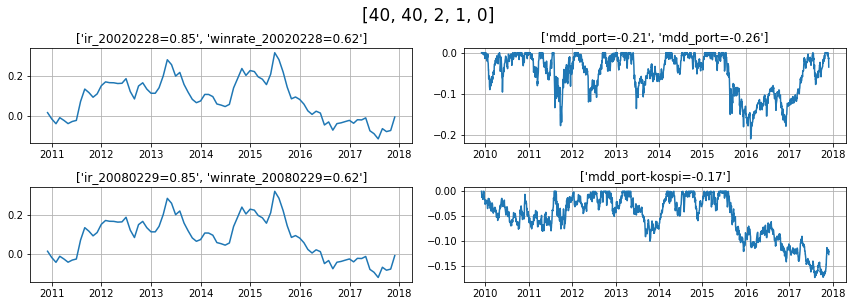 [40, 40, 2, 1, 0]
['ir_20020228=0.85', 'winrate_20020228=0.62']
0.2
0.0
2011 2012 2013 2014 2015 2016 2017 2018
['mdd_port=-0.21', 'mdd_port=-0.26']
0.0
−0.1
−0.2
2010 2011 2012 2013 2014 2015 2016 2017 2018
['ir_20080229=0.85', 'winrate_20080229=0.62']
0.2
0.0
2011 2012 2013 2014 2015 2016 2017 2018
['mdd_port-kospi=-0.17']
0.00
−0.05
−0.10
−0.15
2010 2011 2012 2013 2014 2015 2016 2017 2018